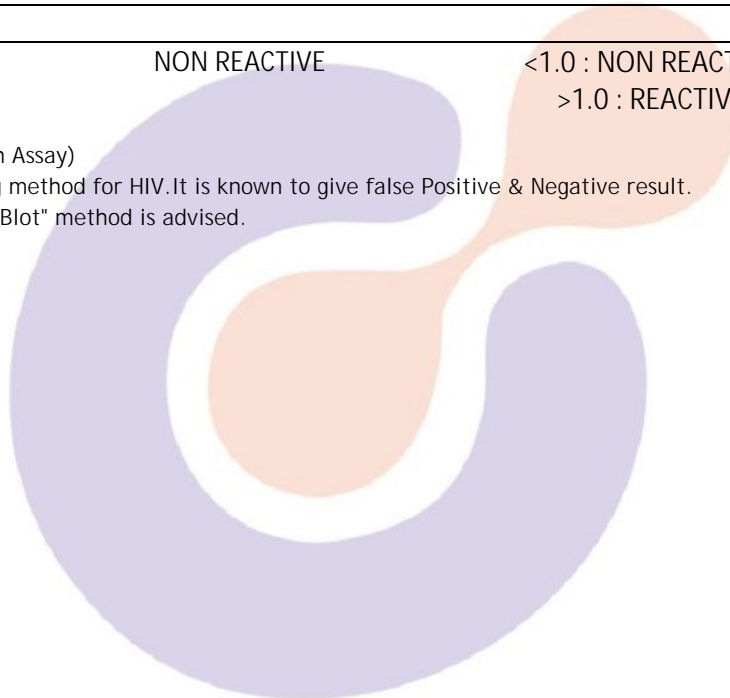 NON REACTIVE <1.0 : NON REACT
>1.0 : REACTIV
n Assay)
g method for HIV.It is known to give false Positive & Negative result.
Blot" method is advised.